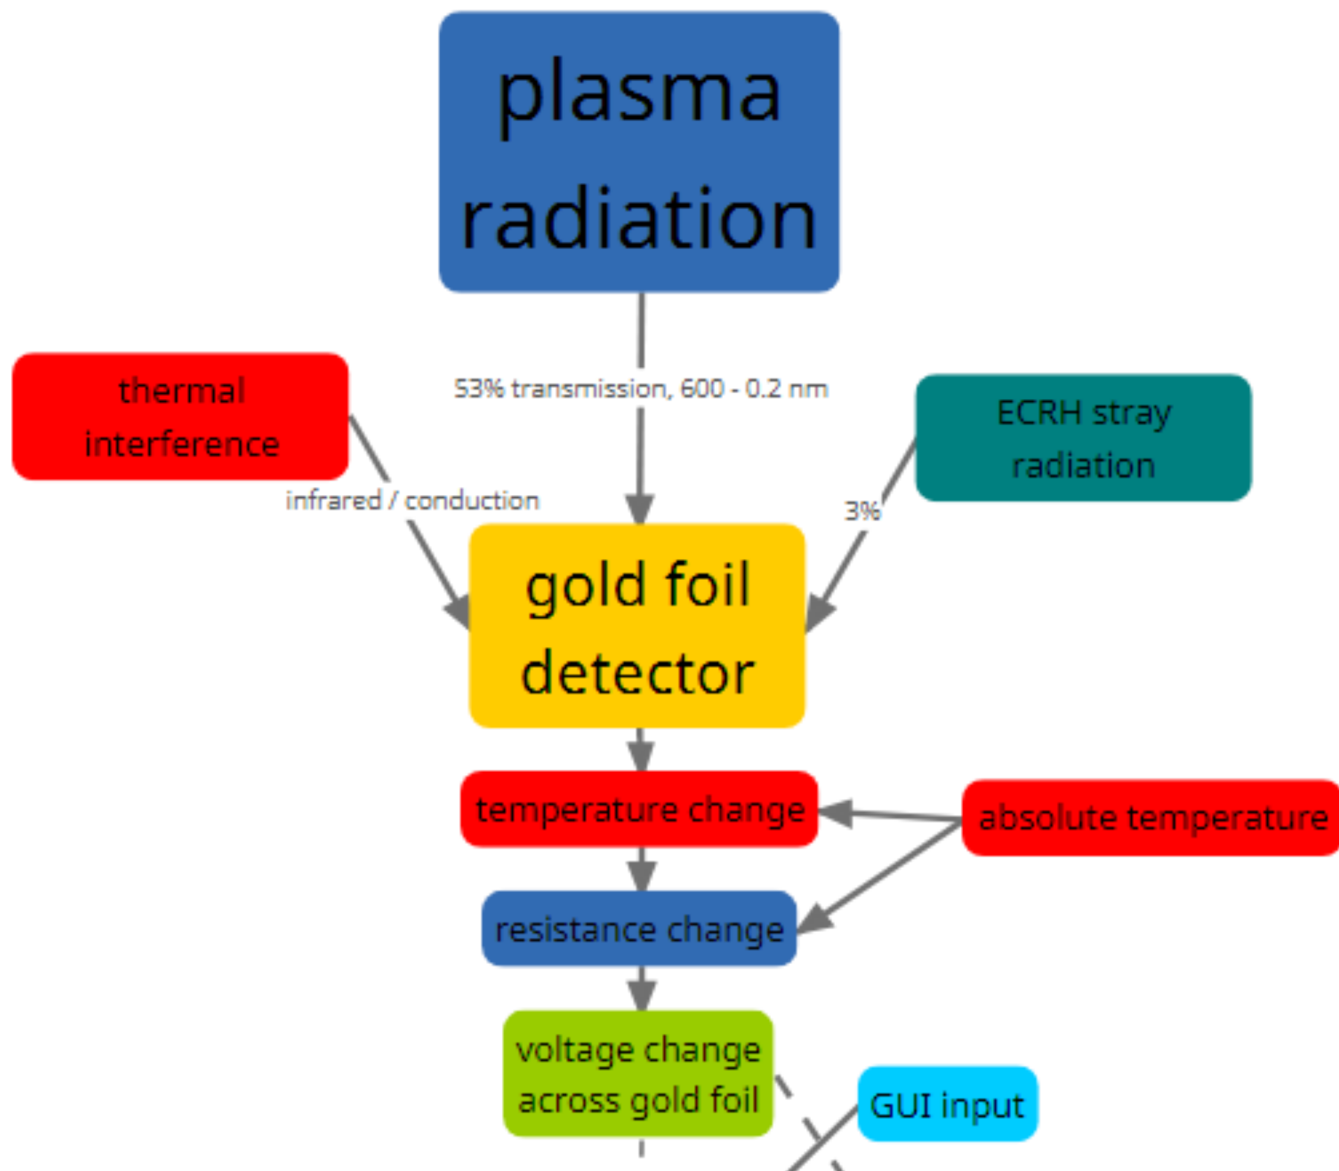 plasma
radiation
53% transmission, 600 - 0.2 nm
thermal
interference
infrared / conduction
ECRH stray
radiation
3%
gold foil
detector
temperature change
absolute temperature
resistance change
voltage change
across gold foil
GUI input